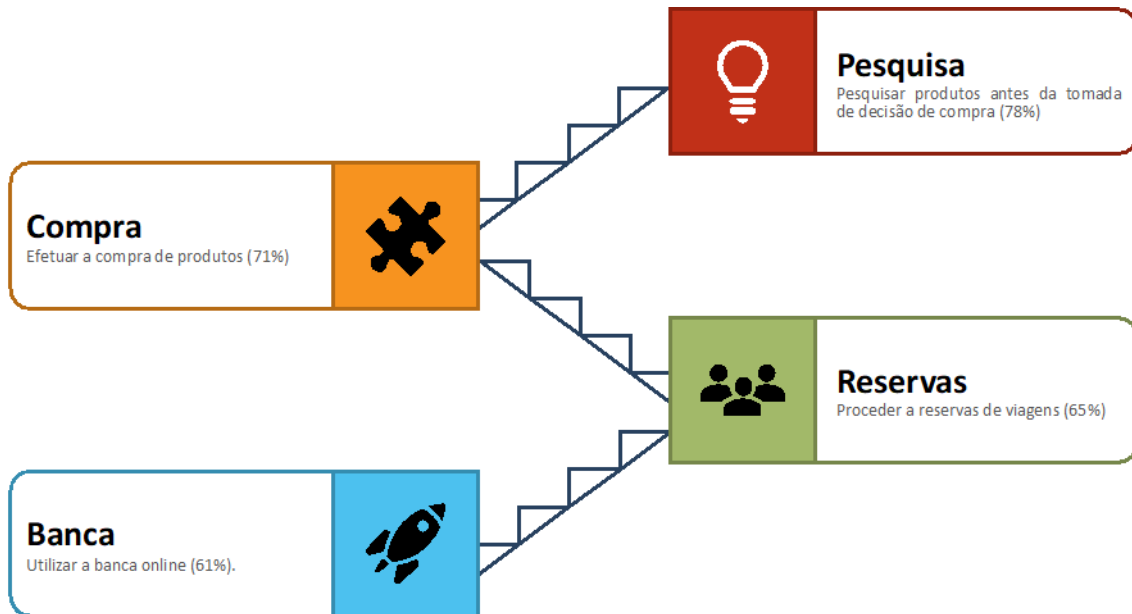 Pesquisa
Pesquisar produtos antes da tomada
de decisão de compra (78%)
Compra
Efetuar a compra de produtos (71%)
Reservas
Proceder a reservas de viagens (65%)
Banca
Utilizar a banca online (61%).